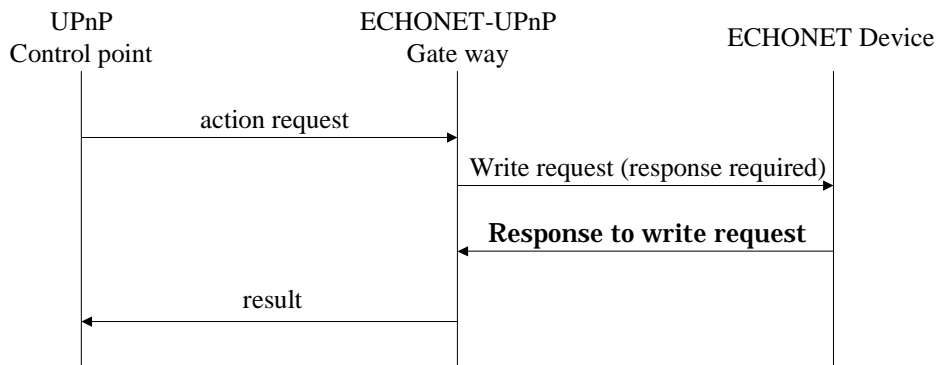 UPnP
Control point
ECHONET-UPnP
Gate way
ECHONET Device
action request
Write request (response required)
Response to write request
result